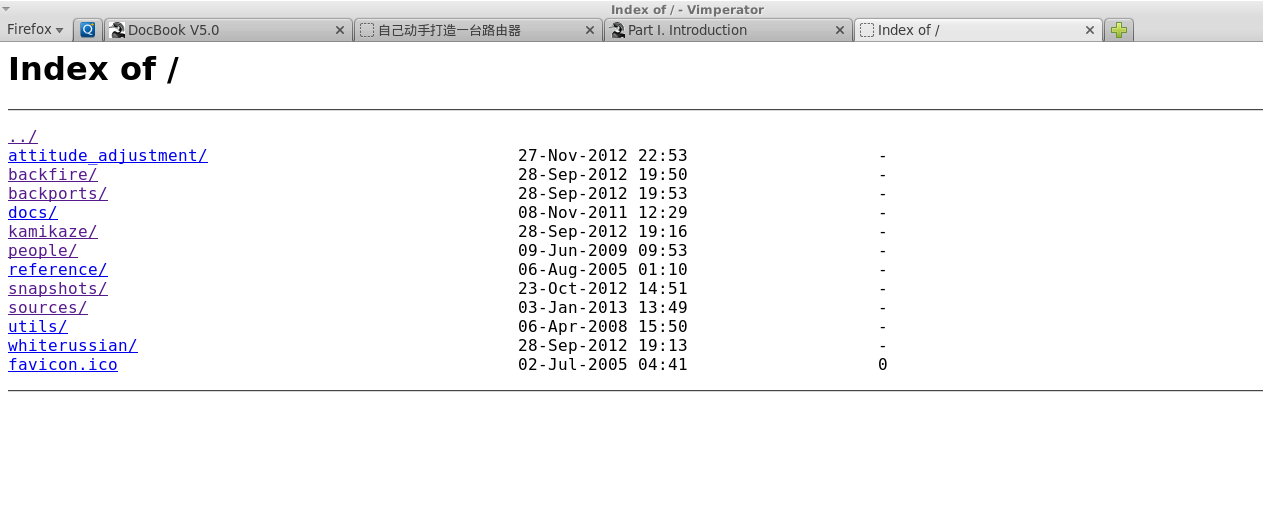 Index of / - Vimperator
Firefox DocBook V5.0 自己动手打造一台路由器 Part I. Introduction Index of /
Index of /
../
attitude_adjustment/ 27-Nov-2012 22:53 -
backfire/ 28-Sep-2012 19:50 -
backports/ 28-Sep-2012 19:53 -
docs/ 08-Nov-2011 12:29 -
kamikaze/ 28-Sep-2012 19:16 -
people/ 09-Jun-2009 09:53 -
reference/ 06-Aug-2005 01:10 -
snapshots/ 23-Oct-2012 14:51 -
sources/ 03-Jan-2013 13:49 -
utils/ 06-Apr-2008 15:50 -
whiterussian/ 28-Sep-2012 19:13 -
favicon.ico 02-Jul-2005 04:41 0